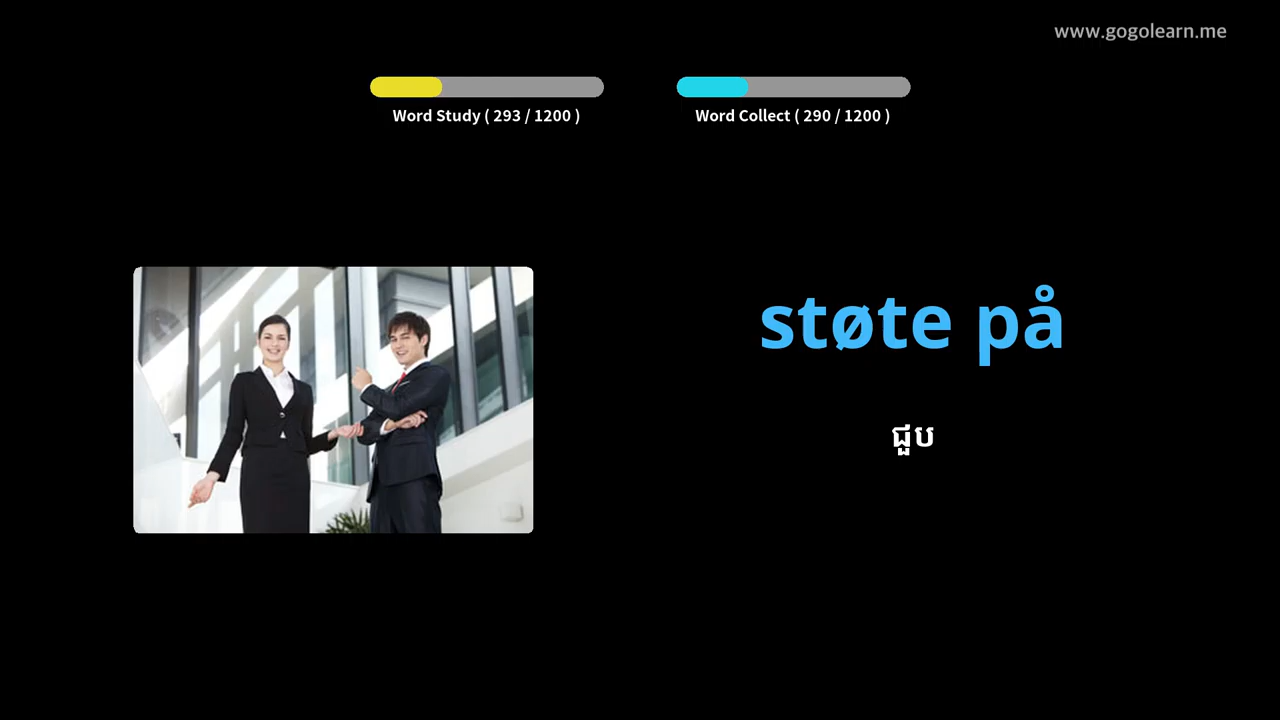 www.gogolearn.me
Word Study ( 293 / 1200 )
Word Collect ( 290 / 1200 )
støte på
ជួប